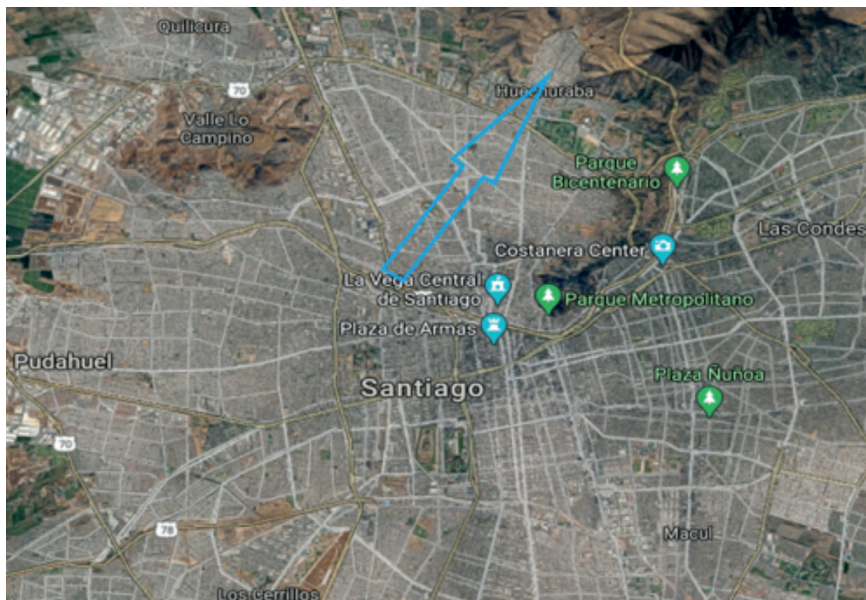 Quilicura
70
Huechuraba
Valle Lo
Campino
Parque
Bicentenario
Las Condes
Costanera Center
La Vega Central
de Santiago
Parque Metropolitano
Plaza de Armas
Pudahuel
Plaza Ñuñoa
Santiago
70
78
Macul
Los Cerrillos